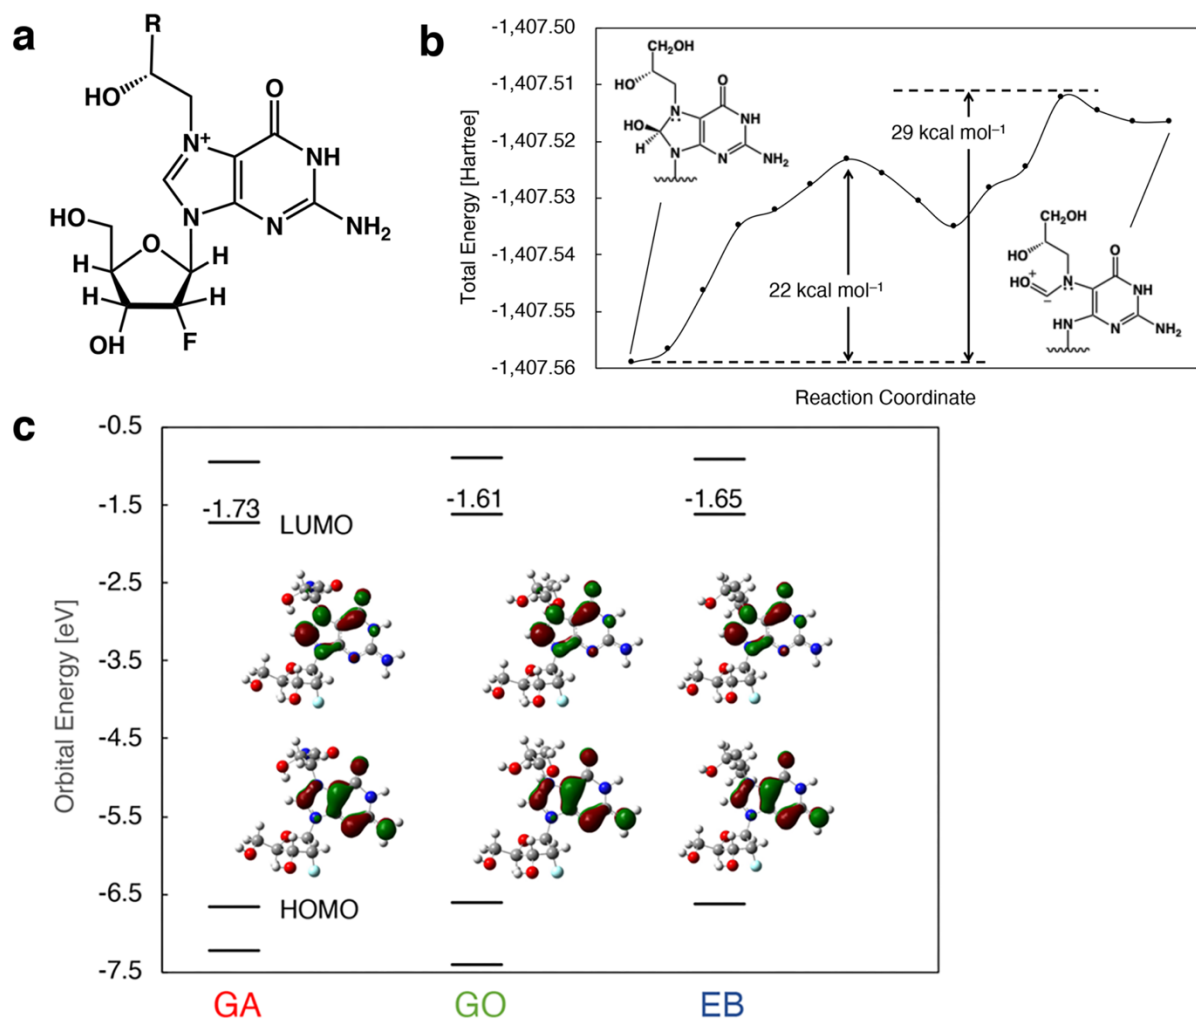 a
R
HO
O
N+
NH
HO
N
N
NH2
O
H
H
H
H
OH
F
b
Total Energy [Hartree]
-1,407.50
-1,407.51
-1,407.52
-1,407.53
-1,407.54
-1,407.55
-1,407.56
CH2OH
HO
O
N
NH
HO
H
N
N
NH2
29 kcal mol–1
22 kcal mol–1
CH2OH
HO
O
HO+
N
NH
–
HN
N
NH2
Reaction Coordinate
c
Orbital Energy [eV]
-0.5
-1.5
-2.5
-3.5
-4.5
-5.5
-6.5
-7.5
-1.73
LUMO
-1.61
-1.65
HOMO
GA
GO
EB